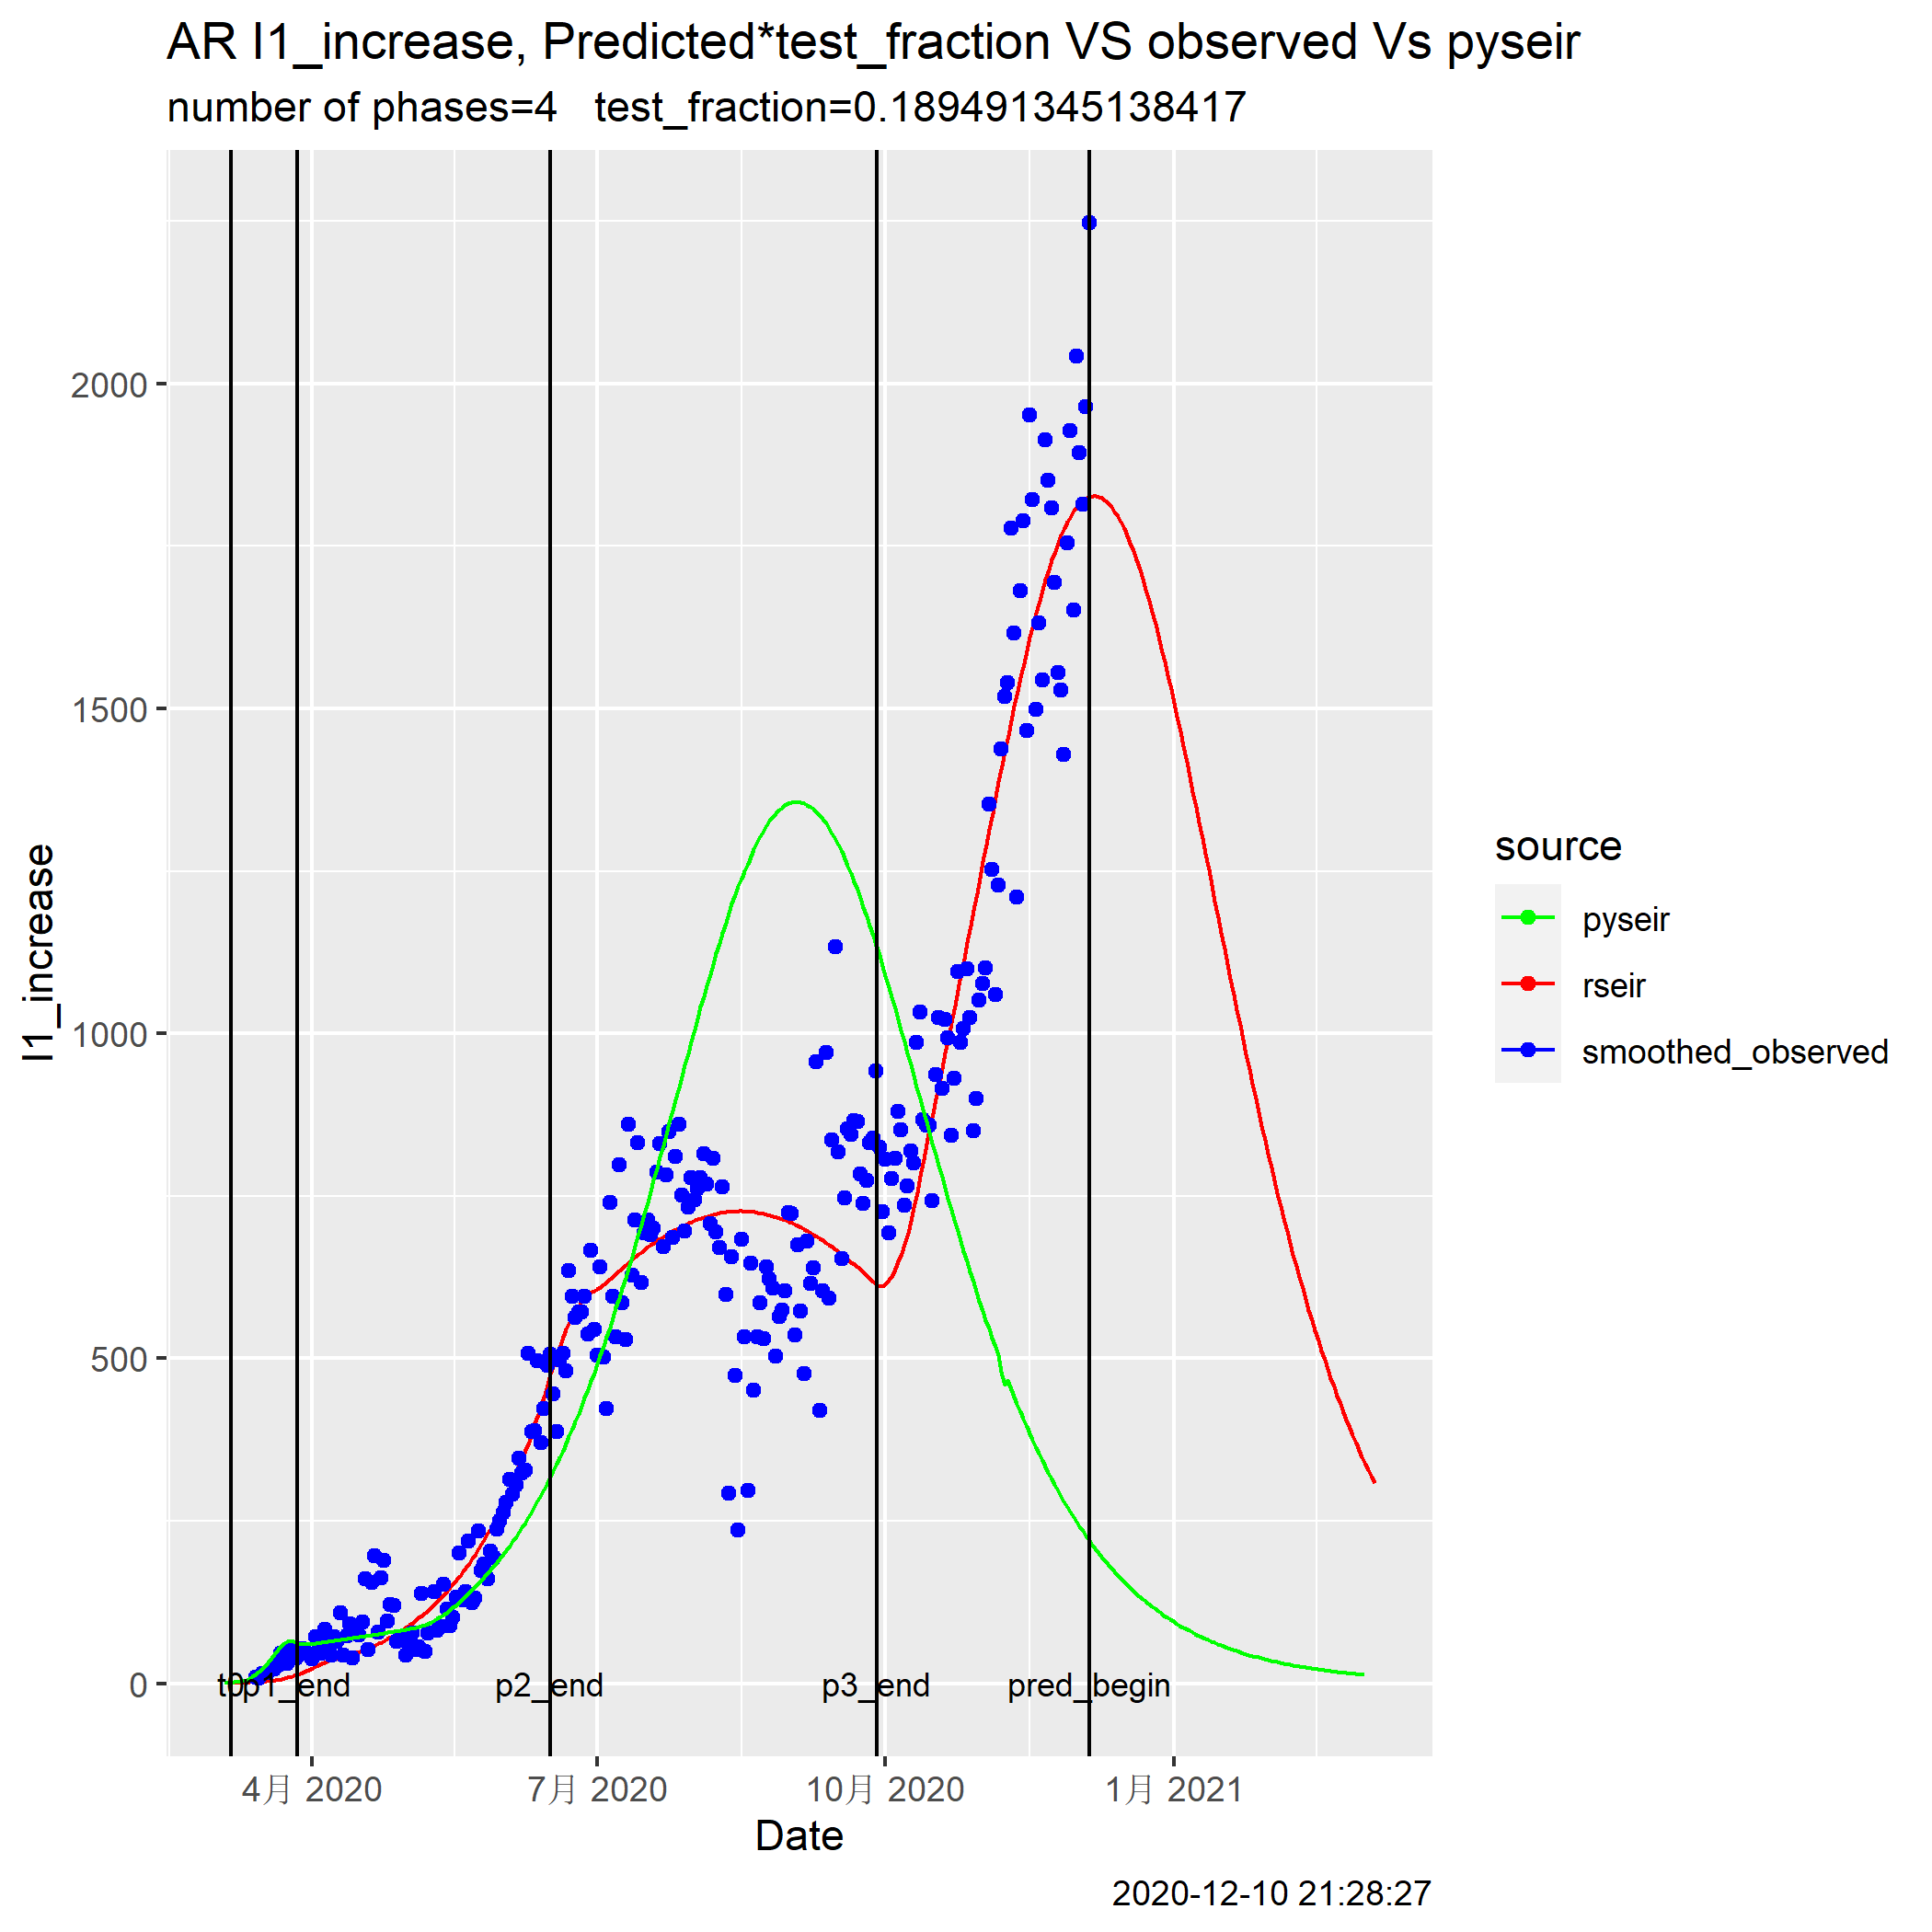 AR I1_increase, Predicted*test_fraction VS observed Vs pyseir
number of phases=4   test_fraction=0.189491345138417
I1_increase
2000
1500
1000
500
0
t0
p1_end
p2_end
p3_end
pred_begin
4月 2020
7月 2020
10月 2020
1月 2021
Date
source
pyseir
rseir
smoothed_observed
2020-12-10 21:28:27